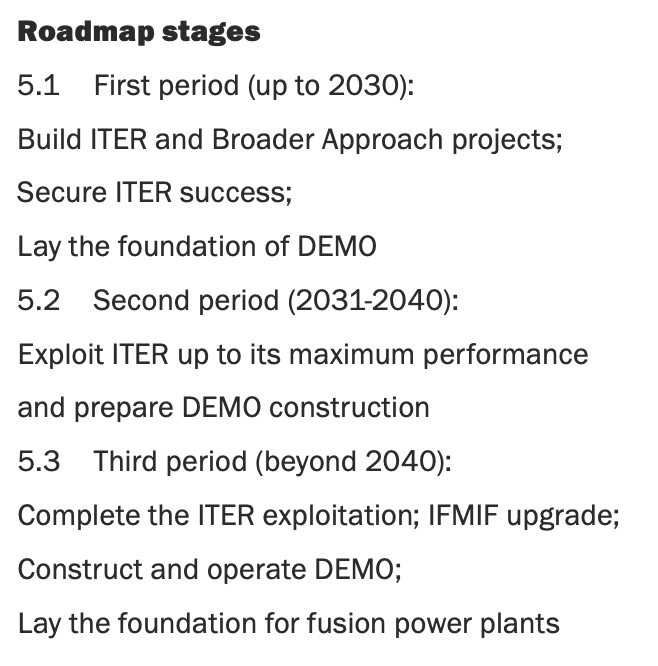 Roadmap stages
5.1 First period (up to 2030):
Build ITER and Broader Approach projects;
Secure ITER success;
Lay the foundation of DEMO
5.2 Second period (2031-2040):
Exploit ITER up to its maximum performance
and prepare DEMO construction
5.3 Third period (beyond 2040):
Complete the ITER exploitation; IFMIF upgrade;
Construct and operate DEMO;
Lay the foundation for fusion power plants